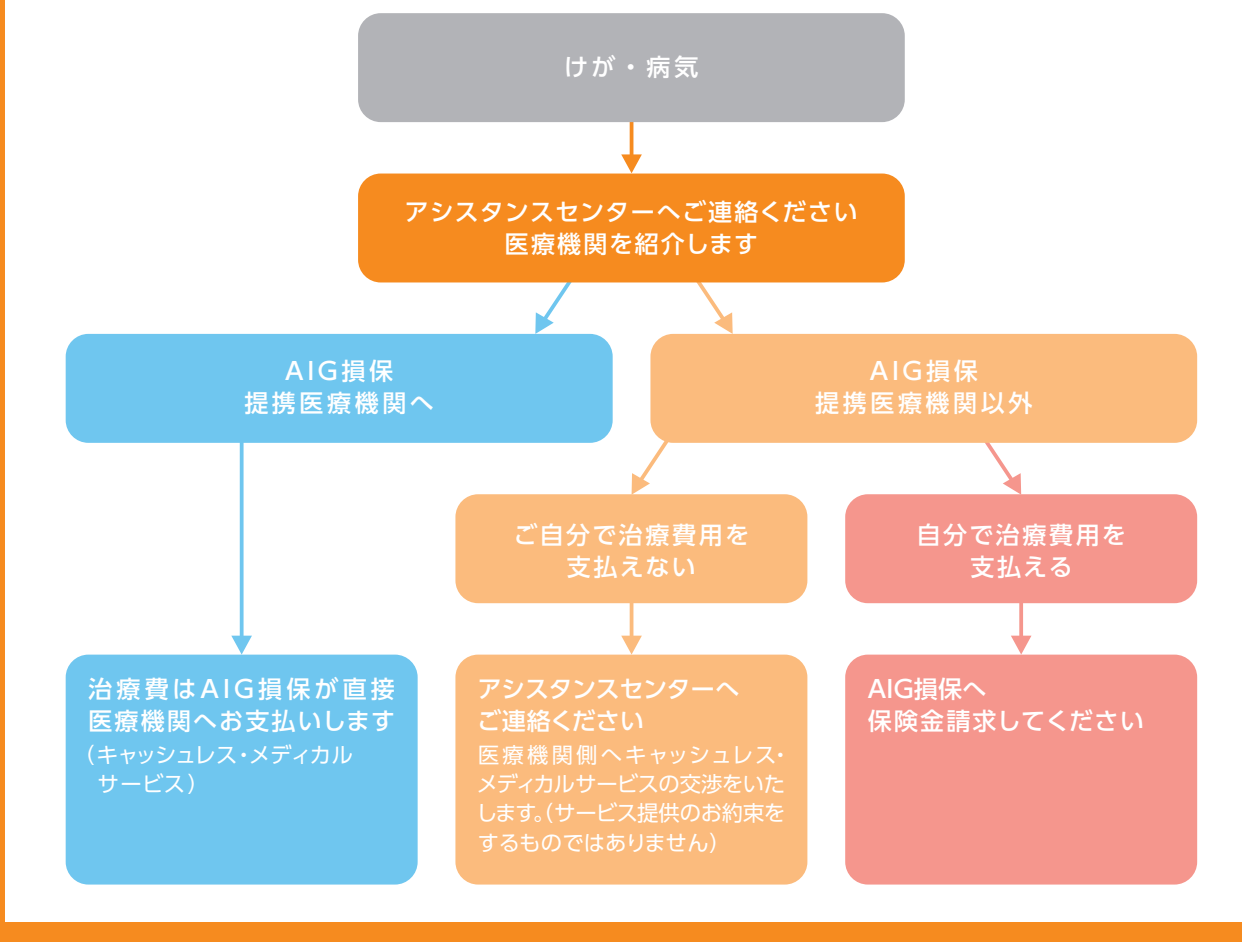 けが・病気
アシスタンスセンターへご連絡ください
医療機関を紹介します
AIG損保
提携医療機関へ
AIG損保
提携医療機関以外
ご自分で治療費用を
支払えない
自分で治療費用を
支払える
治療費はAIG損保が直接
医療機関へお支払いします
（キャッシュレス・メディカル
サービス）
アシスタンスセンターへ
ご連絡ください
医療機関側へキャッシュレス・
メディカルサービスの交渉をいた
します。（サービス提供のお約束を
するものではありません）
AIG損保へ
保険金請求してください